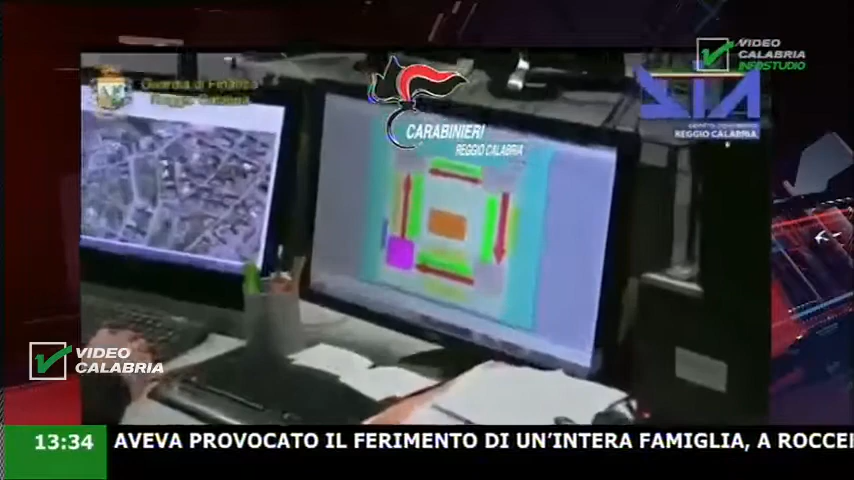 VIDEO
CALABRIA
INFOSTUDIO
Guardia di Finanza
Reggio Calabria
CARABINIERI
REGGIO CALABRIA
DIA
REGGIO CALABRIA
VIDEO
CALABRIA
13:34 AVEVA PROVOCATO IL FERIMENTO DI UN'INTERA FAMIGLIA, A ROCCE